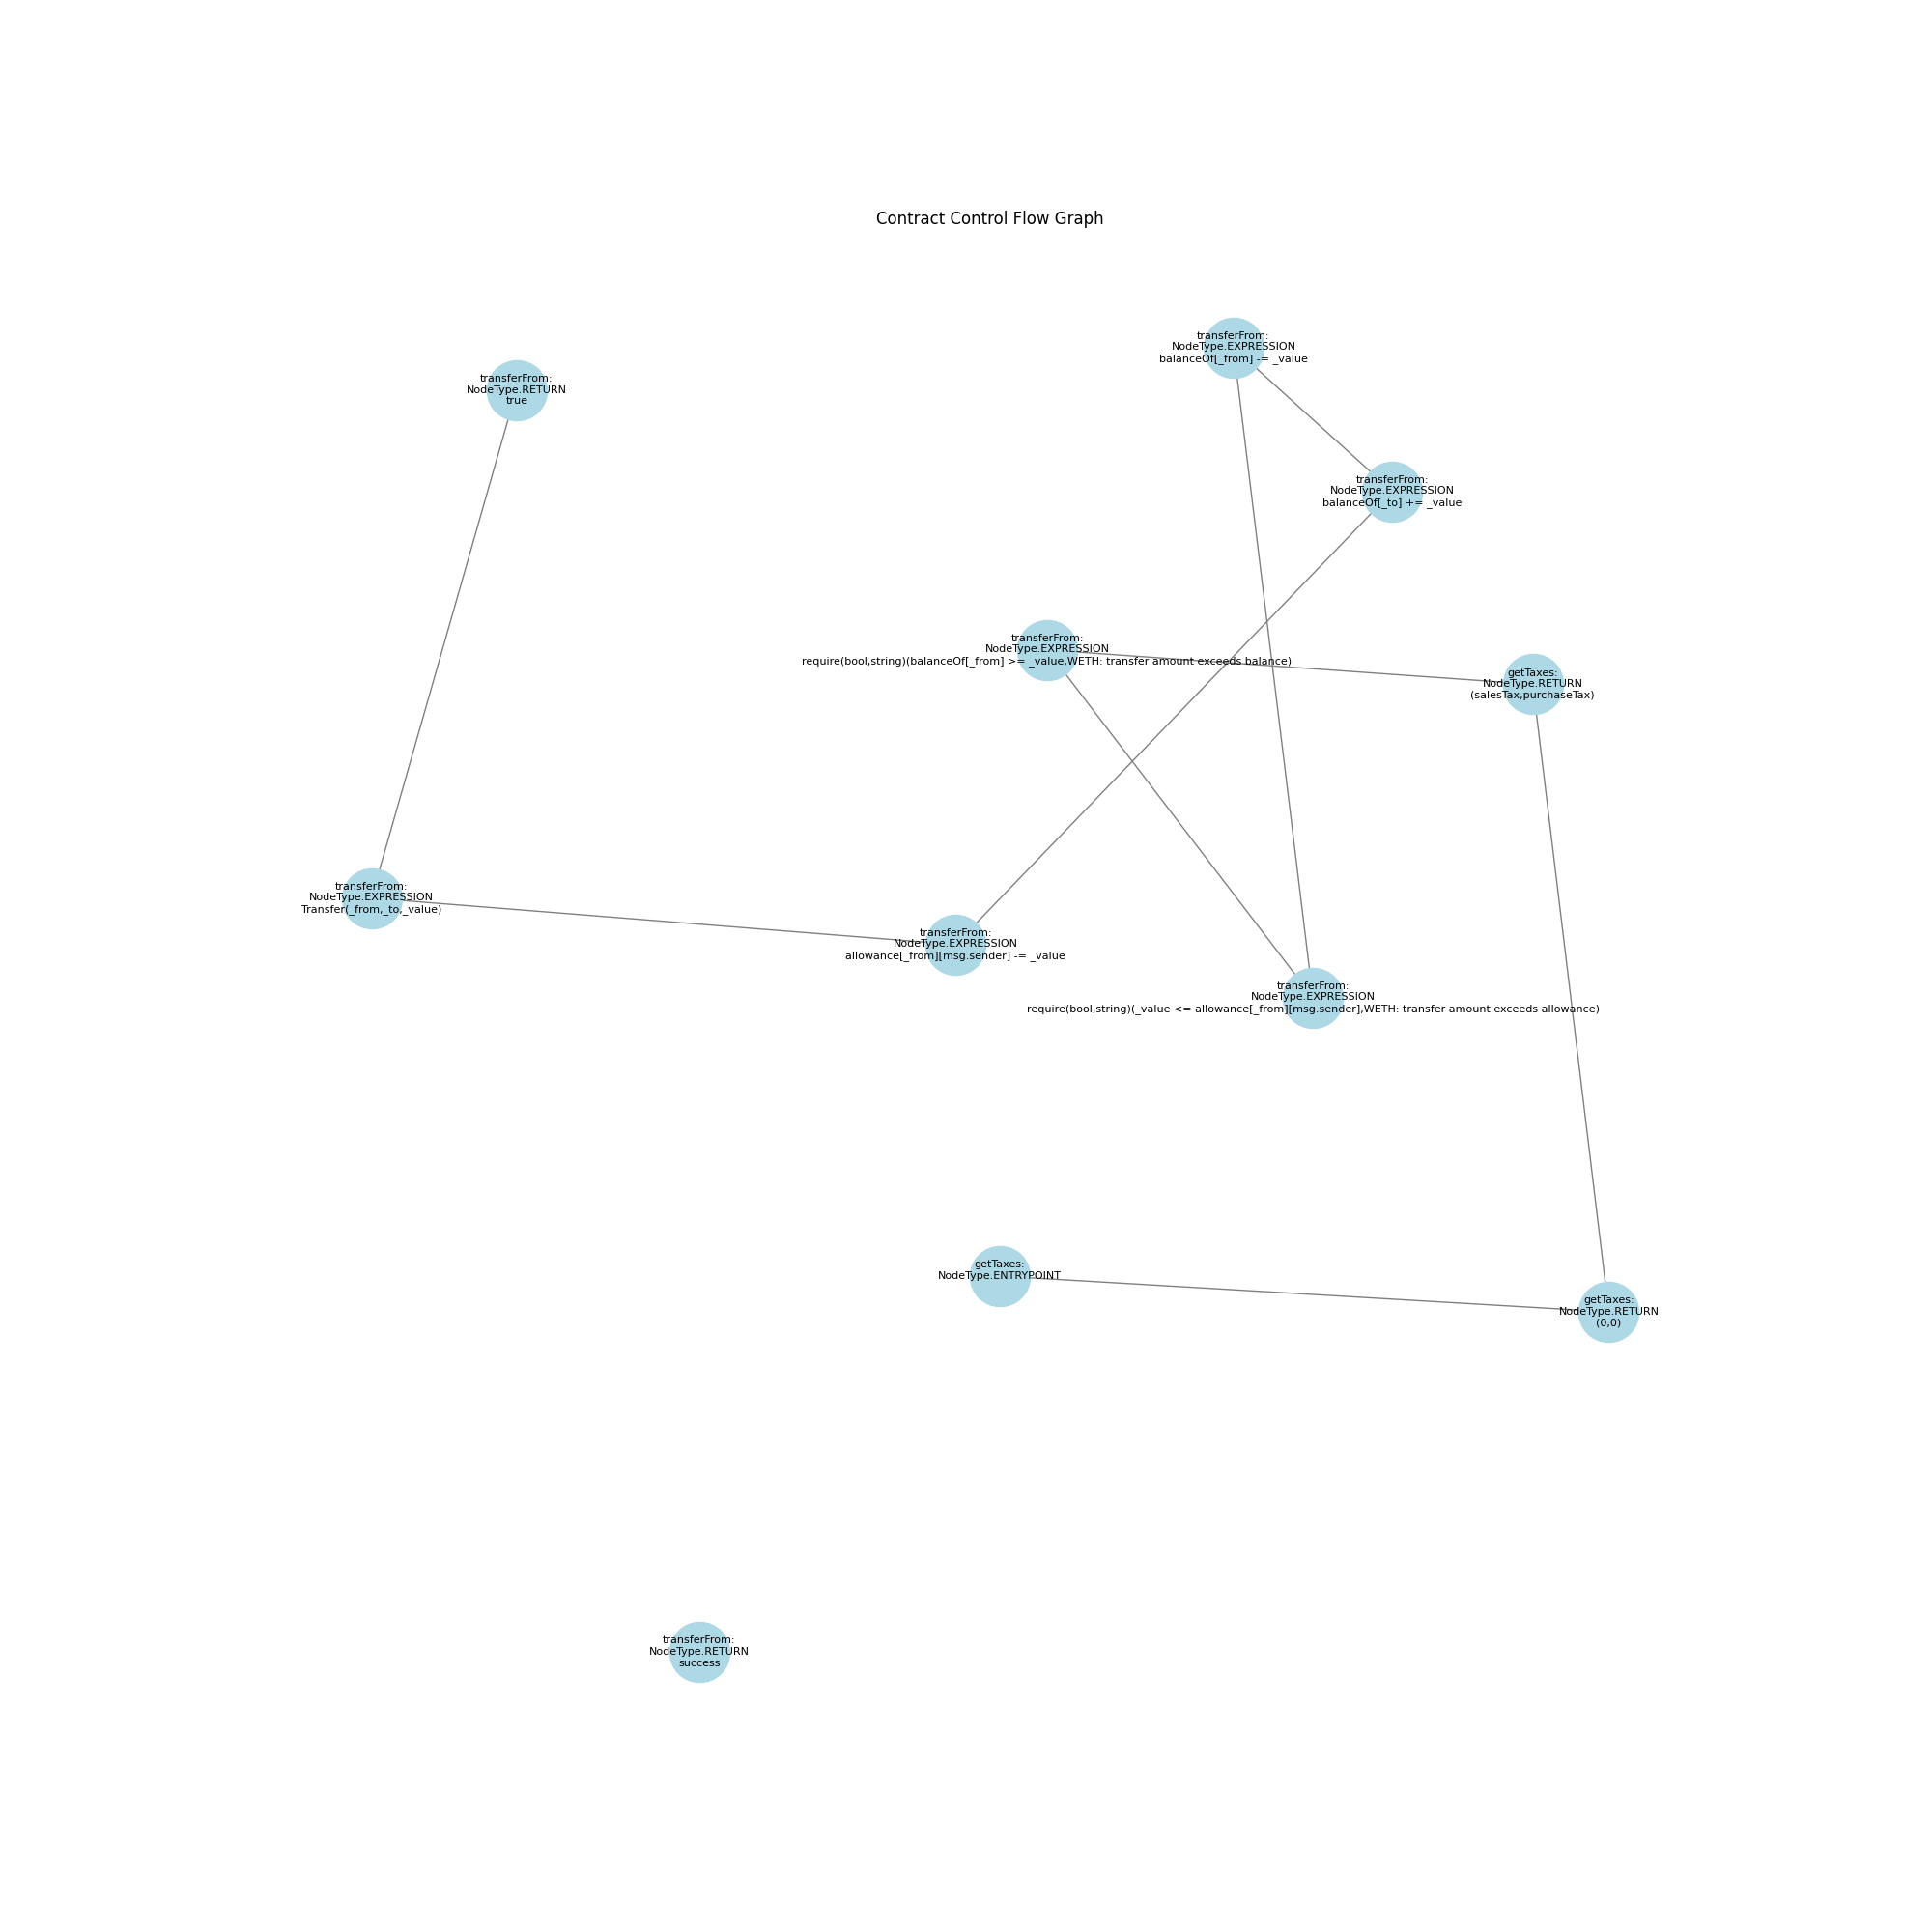 Contract Control Flow Graph
transferFrom:
NodeType.EXPRESSION
balanceOf[_from] -= _value
transferFrom:
NodeType.RETURN
true
transferFrom:
NodeType.EXPRESSION
balanceOf[_to] += _value
transferFrom:
NodeType.EXPRESSION
require(bool,string)(balanceOf[_from] >= _value,WETH: transfer amount exceeds balance)
getTaxes:
NodeType.RETURN
(salesTax,purchaseTax)
transferFrom:
NodeType.EXPRESSION
Transfer(_from,_to,_value)
transferFrom:
NodeType.EXPRESSION
allowance[_from][msg.sender] -= _value
transferFrom:
NodeType.EXPRESSION
require(bool,string)(_value <= allowance[_from][msg.sender],WETH: transfer amount exceeds allowance)
getTaxes:
NodeType.ENTRYPOINT
getTaxes:
NodeType.RETURN
(0,0)
transferFrom:
NodeType.RETURN
success